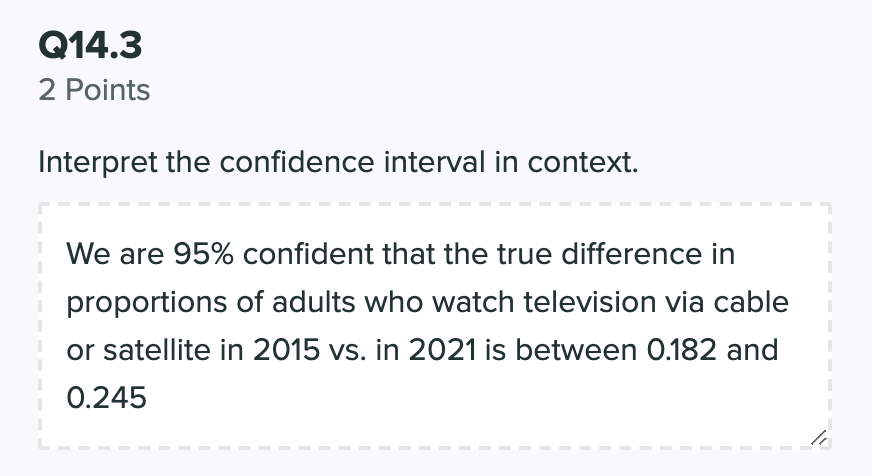 Q14.3
2 Points
Interpret the confidence interval in context.
We are 95% confident that the true difference in
proportions of adults who watch television via cable
or satellite in 2015 vs. in 2021 is between 0.182 and
0.245